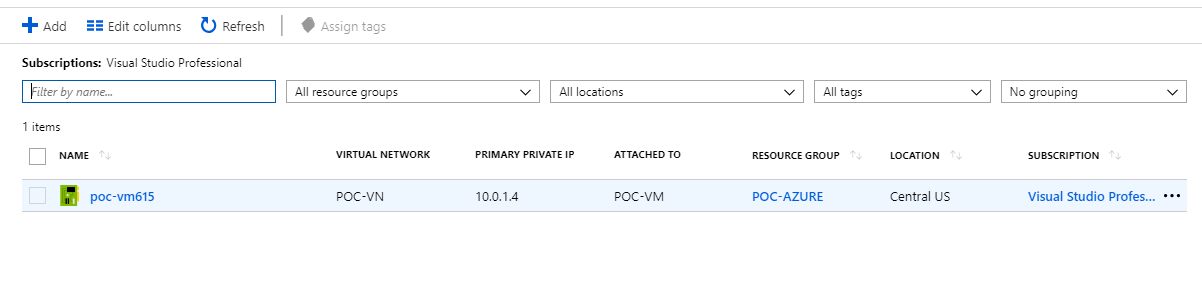 Add Edit columns Refresh Assign tags
Subscriptions: Visual Studio Professional
Filter by name... All resource groups All locations All tags No grouping
1 items
NAME VIRTUAL NETWORK PRIMARY PRIVATE IP ATTACHED TO RESOURCE GROUP LOCATION SUBSCRIPTION
poc-vm615 POC-VN 10.0.1.4 POC-VM POC-AZURE Central US Visual Studio Profes...